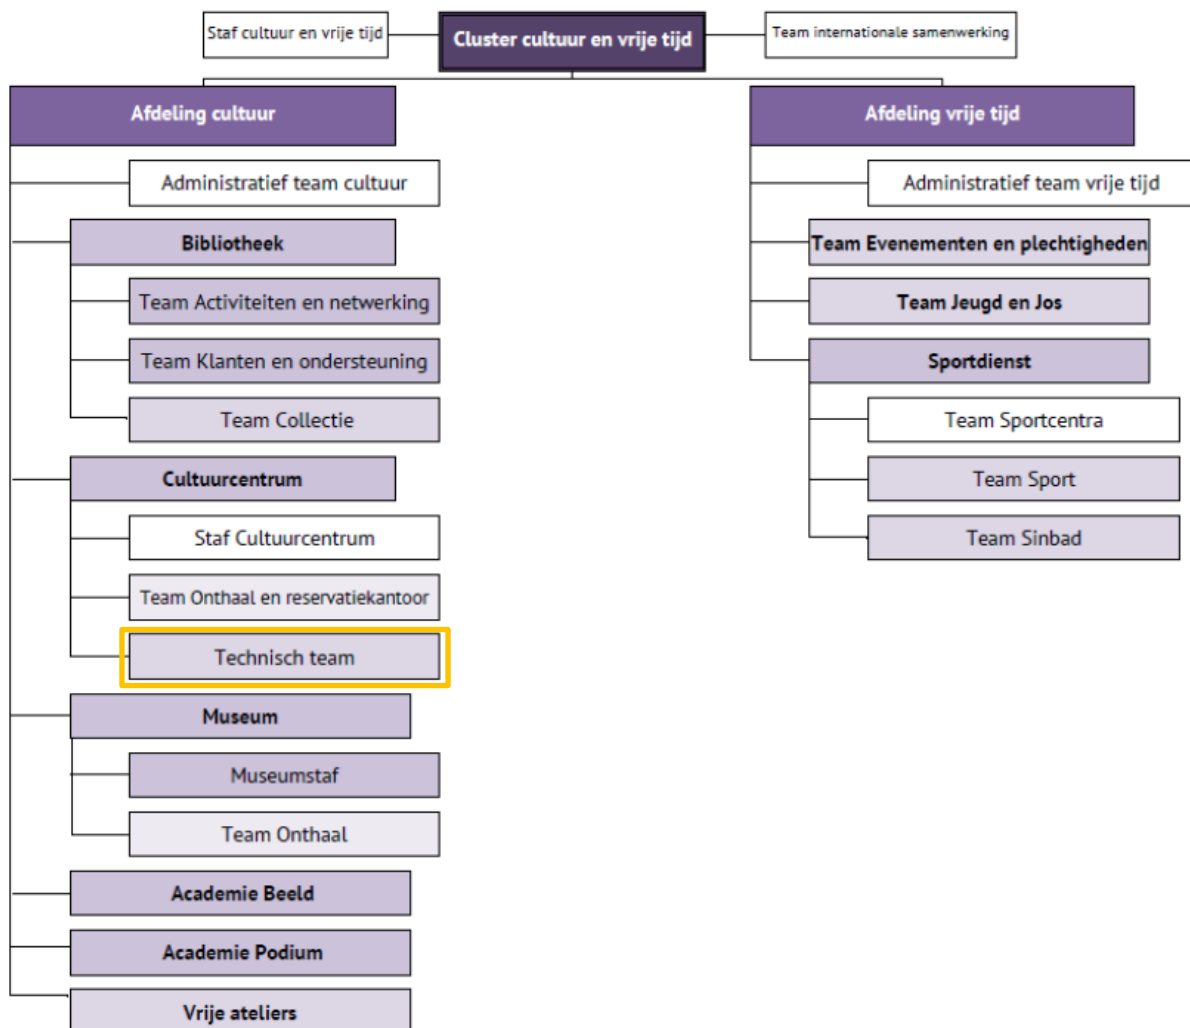 Staf cultuur en vrije tijd
Cluster cultuur en vrije tijd
Team internationale samenwerking
Afdeling cultuur
Administratief team cultuur
Bibliotheek
Team Activiteiten en netwerking
Team Klanten en ondersteuning
Team Collectie
Cultuurcentrum
Staf Cultuurcentrum
Team Onthaal en reservatiekantoor
Technisch team
Museum
Museumstaf
Team Onthaal
Academie Beeld
Academie Podium
Vrije ateliers
Afdeling vrije tijd
Administratief team vrije tijd
Team Evenementen en plechtigheden
Team Jeugd en Jos
Sportdienst
Team Sportcentra
Team Sport
Team Sinbad